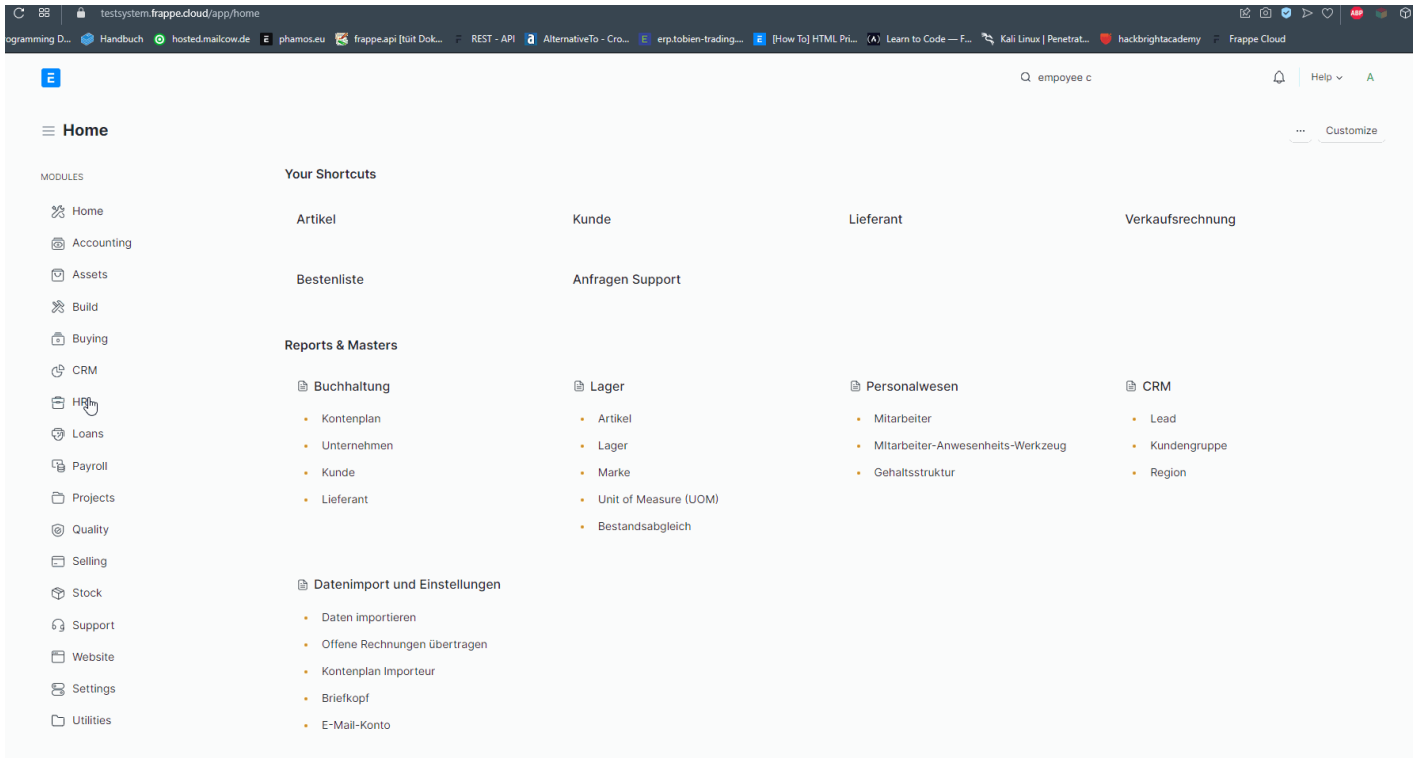 testsystem.frappe.cloud/app/home
ABP
ogramming D... Handbuch hosted.mailcow.de E phamos.eu frappe.api [tüit Dok... REST - API a AlternativeTo - Cro... E erp.tobien-trading.... E [How To] HTML Pri... (A) Learn to Code — F... Kali Linux | Penetrat... hackbrightacademy Frappe Cloud
E
empoyee c
Help
A
Home
...
Customize
MODULES
Home
Accounting
Assets
Build
Buying
CRM
HR
Loans
Payroll
Projects
Quality
Selling
Stock
Support
Website
Settings
Utilities
Your Shortcuts
Artikel
Kunde
Lieferant
Verkaufsrechnung
Bestenliste
Anfragen Support
Reports & Masters
Buchhaltung
Kontenplan
Unternehmen
Kunde
Lieferant
Lager
Artikel
Lager
Marke
Unit of Measure (UOM)
Bestandsabgleich
Personalwesen
Mitarbeiter
MItarbeiter-Anwesenheits-Werkzeug
Gehaltsstruktur
CRM
Lead
Kundengruppe
Region
Datenimport und Einstellungen
Daten importieren
Offene Rechnungen übertragen
Kontenplan Importeur
Briefkopf
E-Mail-Konto